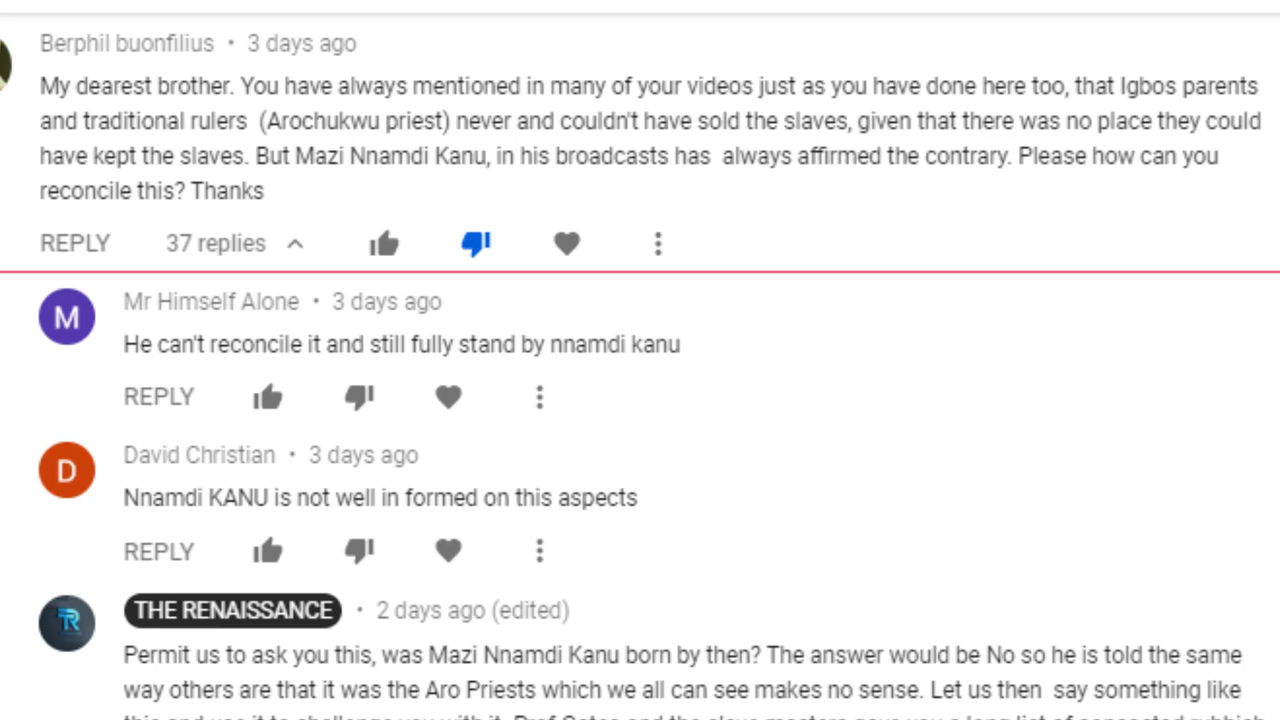 Berphil buonfilius • 3 days ago
My dearest brother. You have always mentioned in many of your videos just as you have done here too, that Igbos parents
and traditional rulers (Arochukwu priest) never and couldn't have sold the slaves, given that there was no place they could
have kept the slaves. But Mazi Nnamdi Kanu, in his broadcasts has always affirmed the contrary. Please how can you
reconcile this? Thanks
REPLY 37 replies
M
Mr Himself Alone • 3 days ago
He can't reconcile it and still fully stand by nnamdi kanu
REPLY
D
David Christian • 3 days ago
Nnamdi KANU is not well in formed on this aspects
REPLY
THE RENAISSANCE • 2 days ago (edited)
Permit us to ask you this, was Mazi Nnamdi Kanu born by then? The answer would be No so he is told the same
way others are that it was the Aro Priests which we all can see makes no sense. Let us then say something like